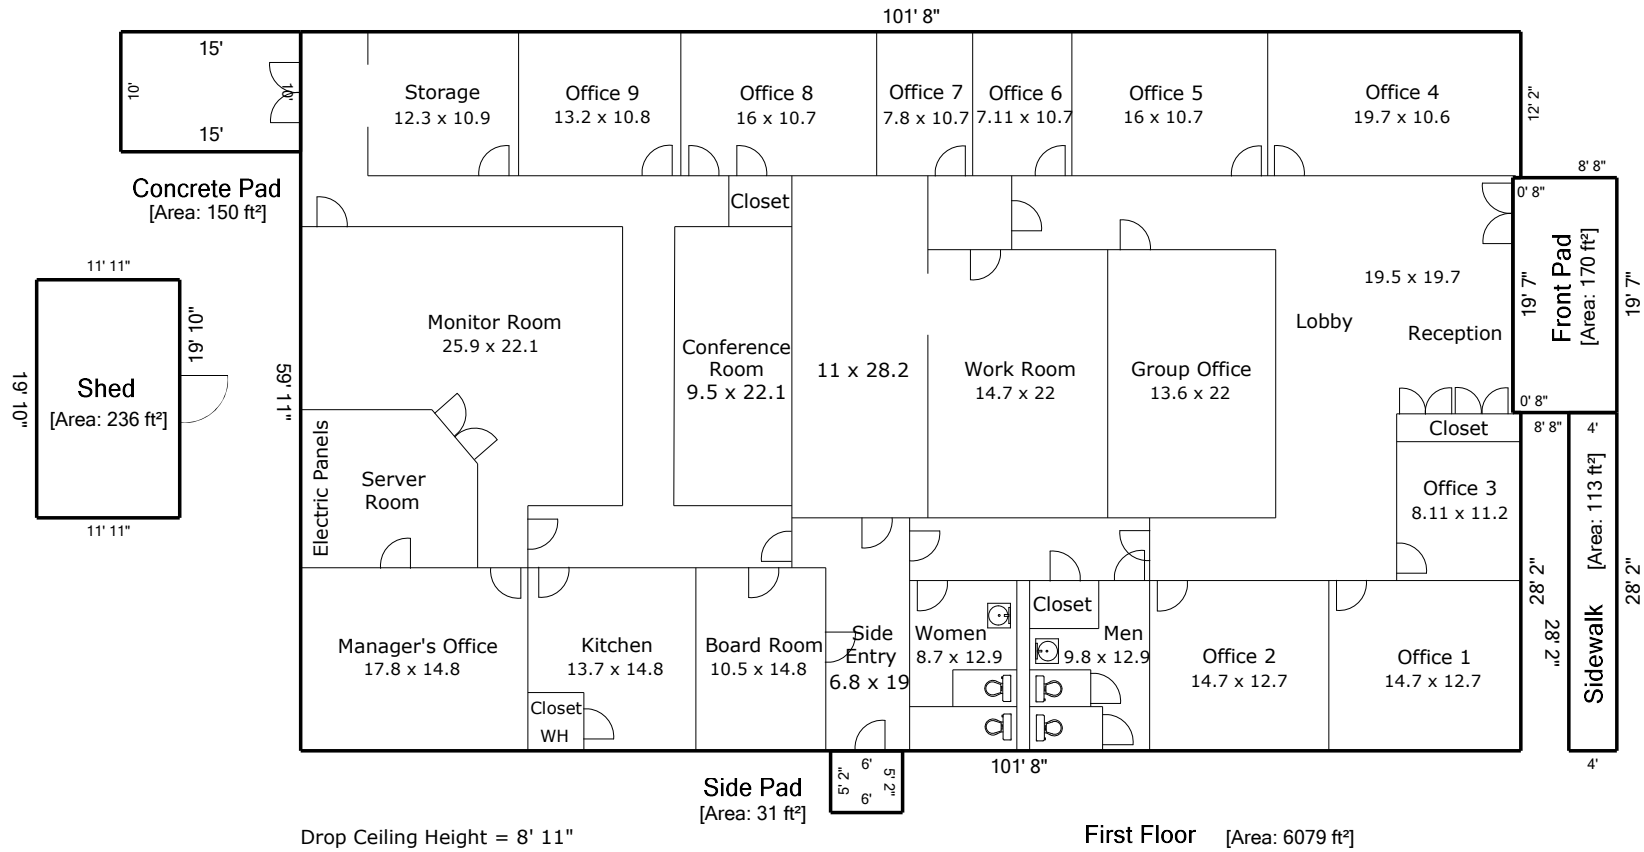 101' 8"
15'
10'
10'
15'
Storage
12.3 x 10.9
Office 9
13.2 x 10.8
Office 8
16 x 10.7
Office 7
7.8 x 10.7
Office 6
7.11 x 10.7
Office 5
16 x 10.7
Office 4
19.7 x 10.6
12' 2"
Concrete Pad
[Area: 150 ft²]
Closet
8' 8"
0' 8"
Front Pad
[Area: 170 ft²]
19' 7"
19' 7"
0' 8"
8' 8"
11' 11"
19' 10"
19' 10"
Shed
[Area: 236 ft²]
11' 11"
59' 11"
Monitor Room
25.9 x 22.1
Conference
Room
9.5 x 22.1
11 x 28.2
Work Room
14.7 x 22
Group Office
13.6 x 22
19.5 x 19.7
Lobby
Reception
Closet
4'
Electric Panels
Server
Room
Office 3
8.11 x 11.2
[Area: 113 ft²]
Sidewalk
28' 2"
28' 2"
28' 2"
4'
Manager's Office
17.8 x 14.8
Kitchen
13.7 x 14.8
Closet
WH
Board Room
10.5 x 14.8
Side
Entry
6.8 x 19
Women
8.7 x 12.9
Closet
Men
9.8 x 12.9
Office 2
14.7 x 12.7
Office 1
14.7 x 12.7
101' 8"
Side Pad
[Area: 31 ft²]
6'
5' 2"
5' 2"
6'
Drop Ceiling Height = 8' 11"
First Floor
[Area: 6079 ft²]